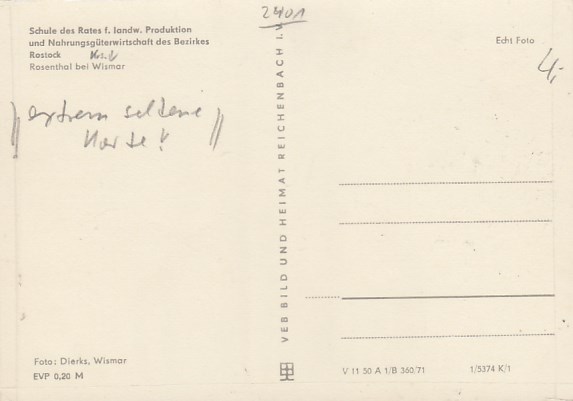 2401
Schule des Rates f. landw. Produktion
und Nahrungsgüterwirtschaft des Bezirkes
Rostock
Rosenthal bei Wismar
Echt Foto
4,-
extrem seltene
Karte!
VEB BILD UND HEIMAT REICHENBACH I. V.
Foto: Dierks, Wismar
EVP 0,20 M
V 11 50 A 1/B 360/71
1/5374 K/1